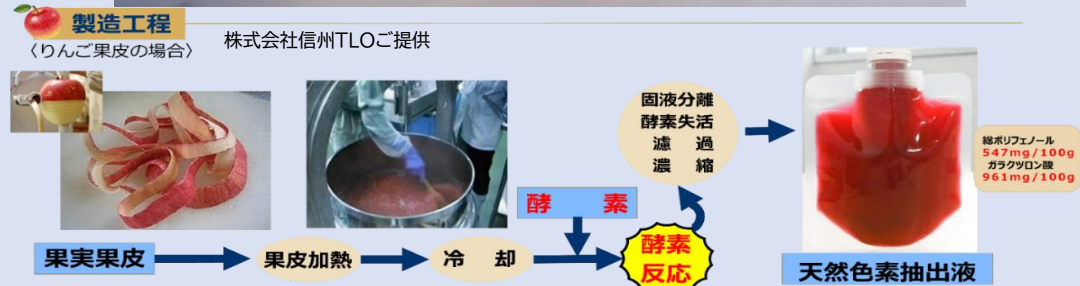 製造工程
〈りんご果皮の場合〉
株式会社信州TLOご提供
果実果皮
果皮加熱
冷 却
酵 素
酵素
反応
固液分離
酵素失活
濾 過
濃 縮
総ポリフェノール
547mg/100g
ガラクツロン酸
961mg/100g
天然色素抽出液